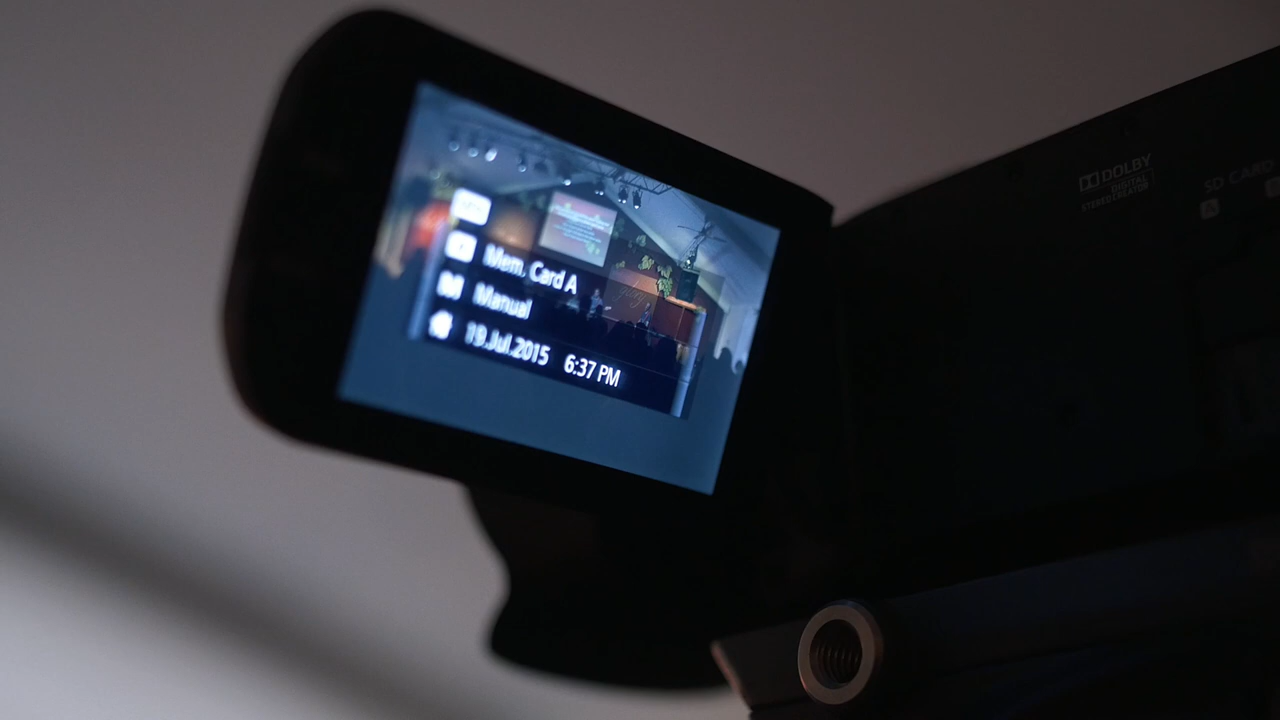 Mem. Card A
Manual
19.Jul.2015 6:37 PM
DOLBY
DIGITAL
STEREO CREATOR
SD CARD
A